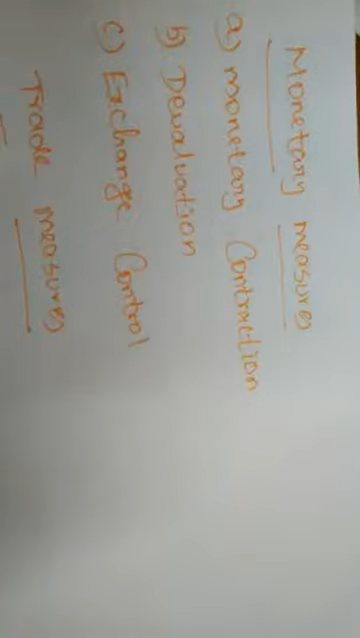 Monetary measures
a) monetary Contraction
b) Devaluation
c) Exchange Control
Trade measures